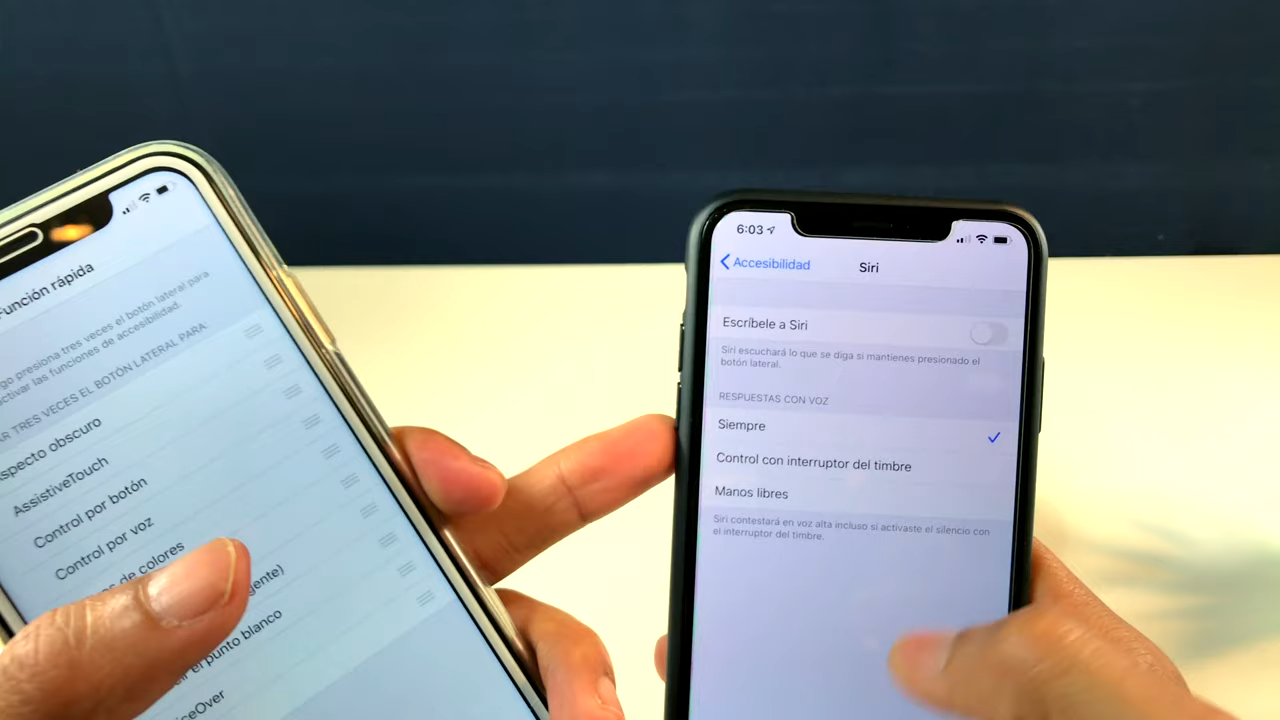 Función rápida
presiona tres veces el botón lateral para
activar las funciones de accesibilidad.
TRES VECES EL BOTÓN LATERAL PARA:
obscuro
AssistiveTouch
Control por botón
Control por voz
de colores
el punto blanco
6:03
Accesibilidad
Siri
Escríbele a Siri
Siri escuchará lo que se diga si mantienes presionado el
botón lateral.
RESPUESTAS CON VOZ
Siempre
Control con interruptor del timbre
Manos libres
Siri contestará en voz alta incluso si activaste el silencio con
el interruptor del timbre.